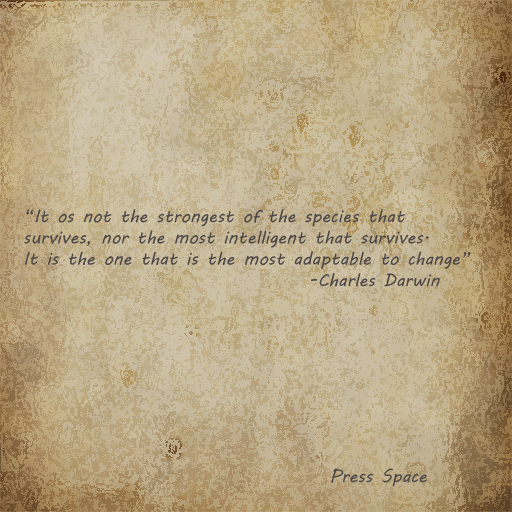 “It os not the strongest of the species that
survives, nor the most intelligent that survives·
It is the one that is the most adaptable to change”
-Charles Darwin
Press Space